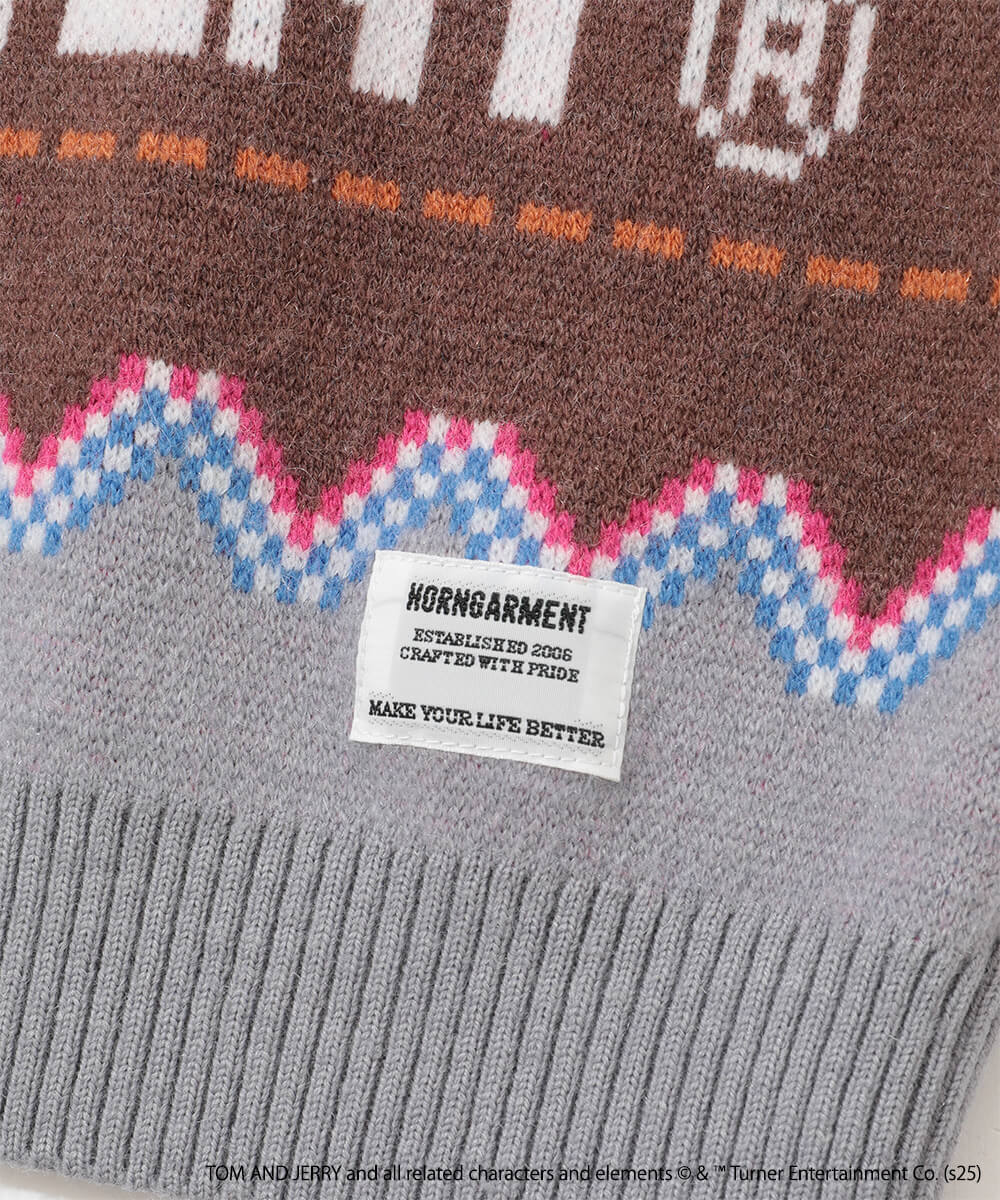 ®
HORNGARMENT
ESTABLISHED 2006
CRAFTED WITH PRIDE
MAKE YOUR LIFE BETTER
TOM AND JERRY and all related characters and elements © & ™ Turner Entertainment Co. (s25)